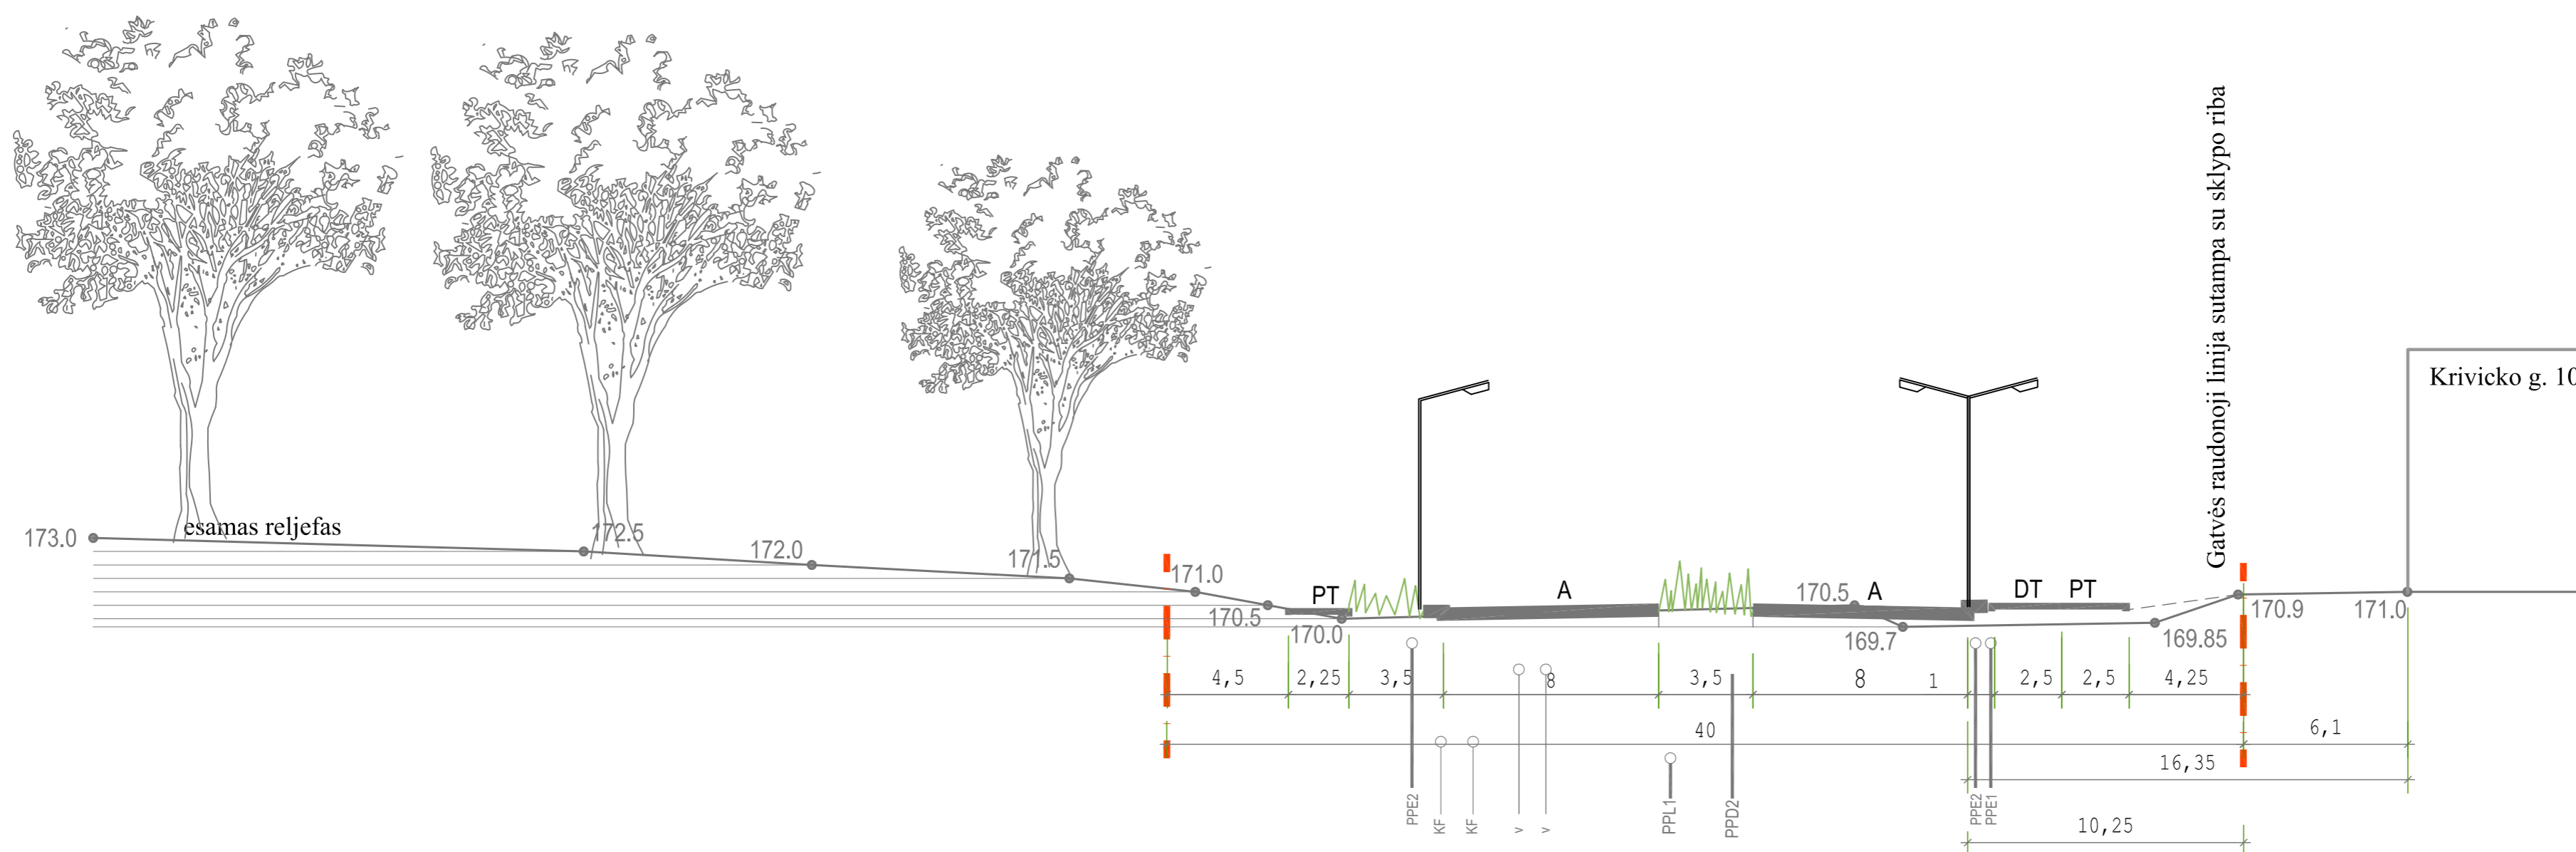 Gatvės raudonoji linija sutampa su sklypo riba
Krivicko g. 10
esamas reljefas
173.0
172.5
172.0
171.5
171.0
170.5
170.0
PT
A
170.5
A
169.7
DT
PT
169.85
170.9
171.0
4,5
2,25
3,5
8
3,5
8
1
2,5
2,5
4,25
40
6,1
16,35
10,25
PPE2
KF
KF
v
v
PPL1
PPD2
PPE2
PPE1